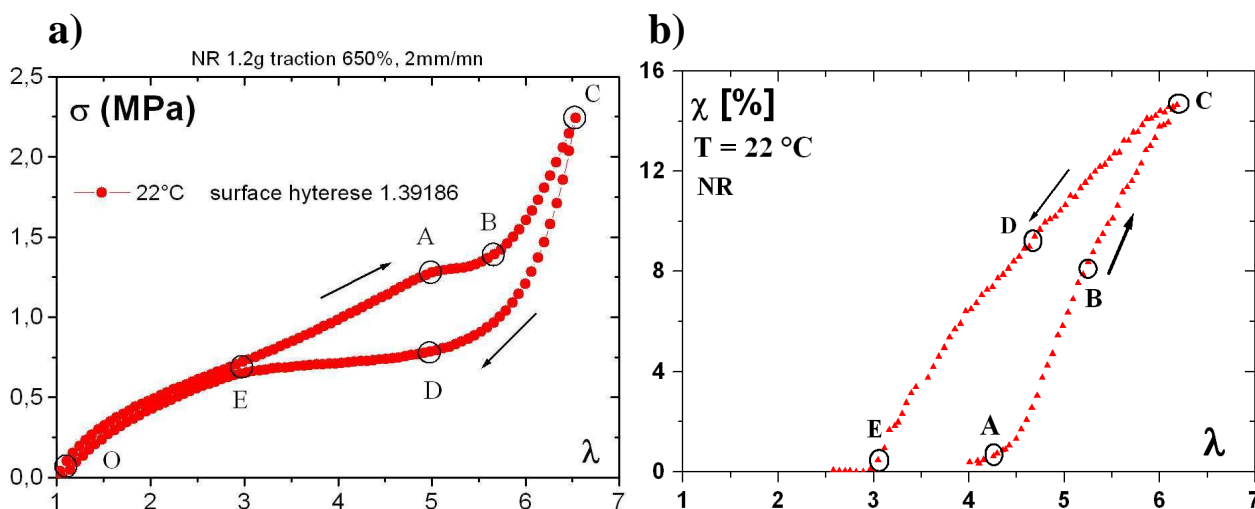 a)
NR 1.2g traction 650%, 2mm/mn
σ (MPa)
22°C surface hyterese 1.39186
2,5
2,0
1,5
1,0
0,5
0,0
1 2 3 4 5 6 7
λ
O
E
A
B
C
D
b)
χ [%]
T = 22 °C
NR
16
12
8
4
0
1 2 3 4 5 6 7
λ
E
A
D
B
C